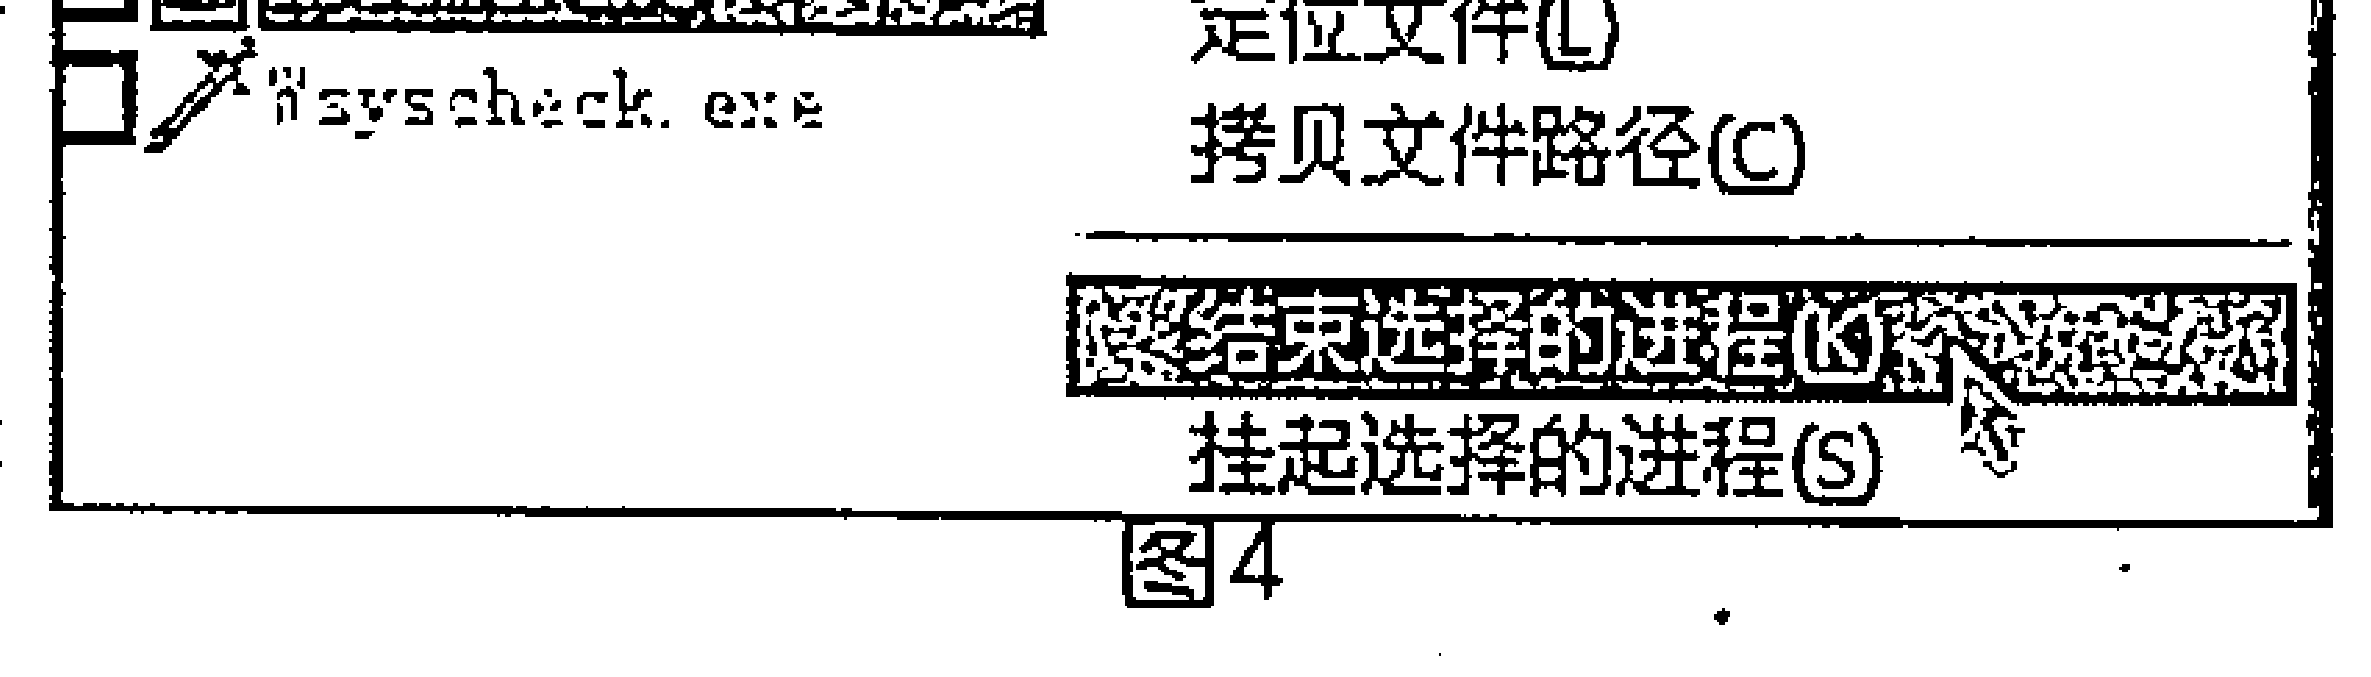 定位文件(L)
Wsyscheck.exe
拷贝文件路径(C)
结束选择的进程(K)
挂起选择的进程(S)
图4